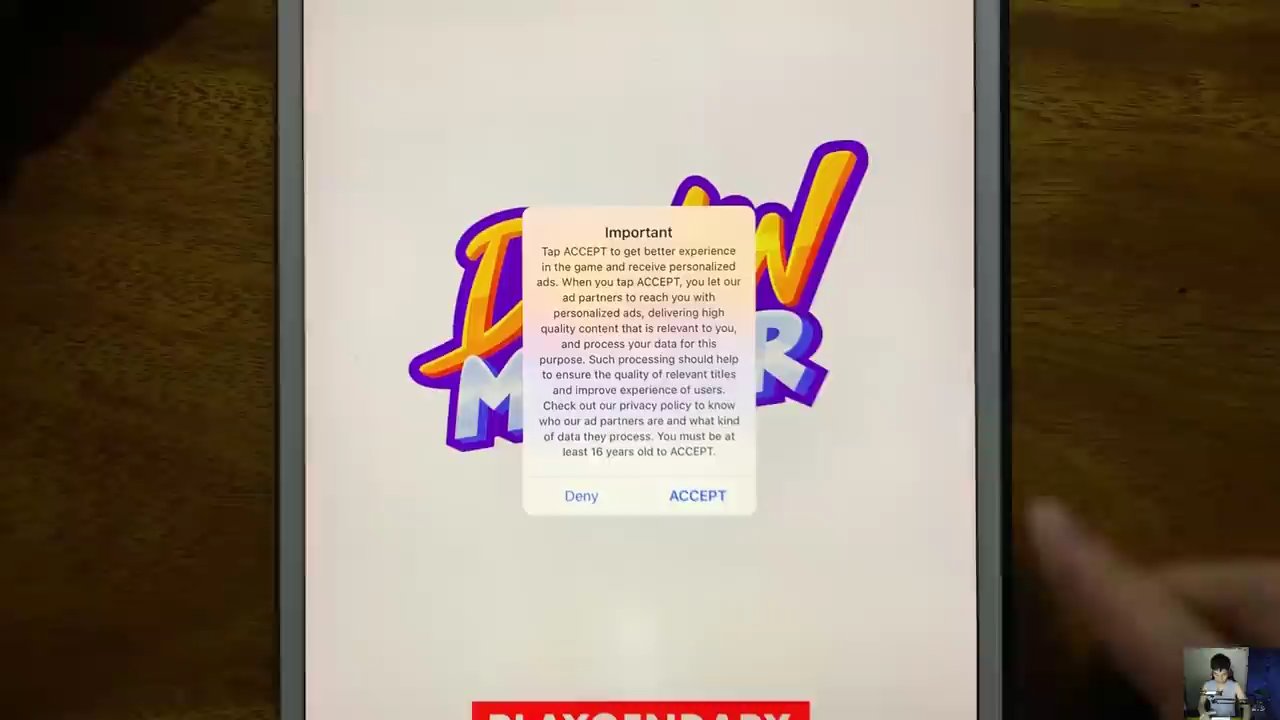 Important
Tap ACCEPT to get better experience
in the game and receive personalized
ads. When you tap ACCEPT, you let our
ad partners to reach you with
personalized ads, delivering high
quality content that is relevant to you,
and process your data for this
purpose. Such processing should help
to ensure the quality of relevant titles
and improve experience of users.
Check out our privacy policy to know
who our ad partners are and what kind
of data they process. You must be at
least 16 years old to ACCEPT.
Deny ACCEPT
PLAYGENDARY